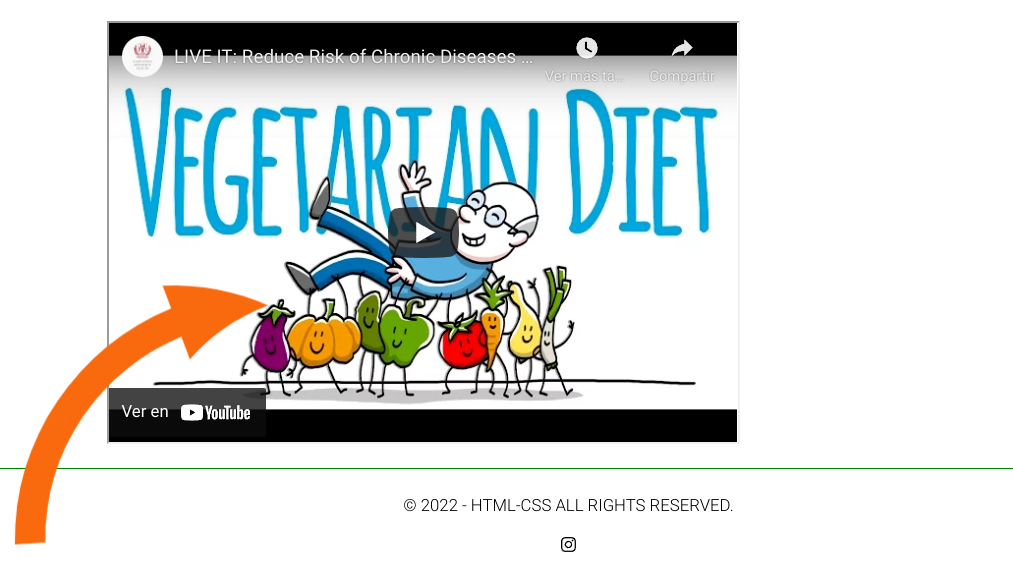 LIVE IT: Reduce Risk of Chronic Diseases ...
Ver más ta...
Compartir
VEGETARIAN DIET
Ver en YouTube
© 2022 - HTML-CSS ALL RIGHTS RESERVED.